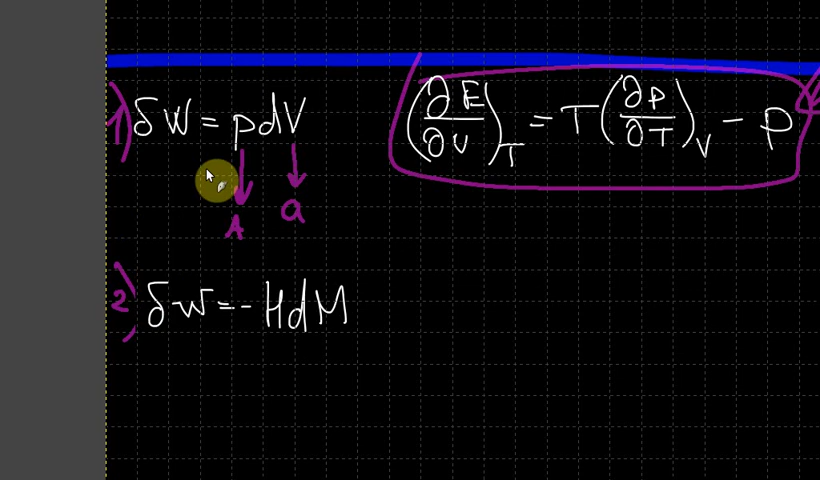 1) δW = pdV (∂E/∂V)_T = T(∂p/∂T)_V - p
A a
2) δW = - HdM